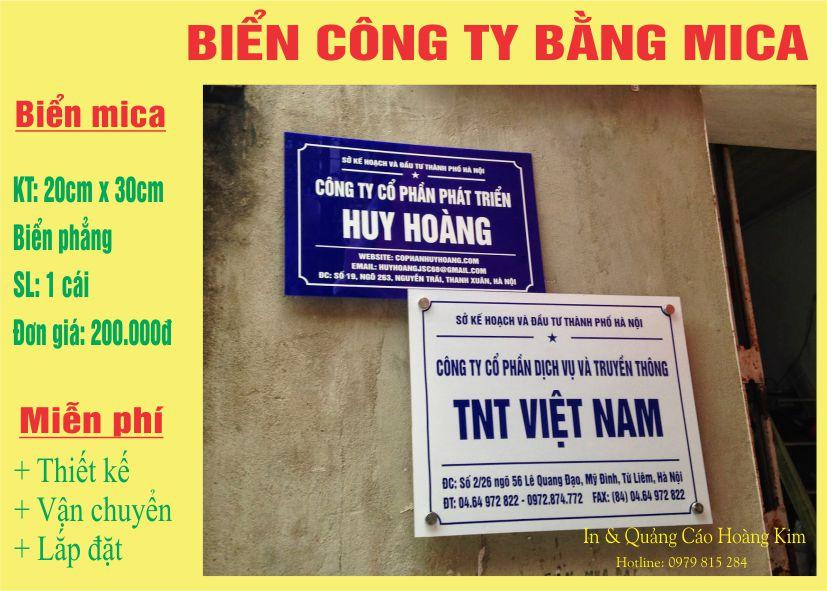 BIỂN CÔNG TY BẰNG MICA
Biển mica
KT: 20cm x 30cm
Biển phẳng
SL: 1 cái
Đơn giá: 200.000đ
Miễn phí
+ Thiết kế
+ Vận chuyển
+ Lắp đặt
SỞ KẾ HOẠCH VÀ ĐẦU TƯ THÀNH PHỐ HÀ NỘI
CÔNG TY CỔ PHẦN PHÁT TRIỂN
HUY HOÀNG
WEBSITE: COPHANHUYHOANG.COM
EMAIL: HUYHOANGJSC68@GMAIL.COM
ĐC: SỐ 19, NGÕ 263, NGUYỄN TRÃI, THANH XUÂN, HÀ NỘI
SỞ KẾ HOẠCH VÀ ĐẦU TƯ THÀNH PHỐ HÀ NỘI
CÔNG TY CỔ PHẦN DỊCH VỤ VÀ TRUYỀN THÔNG
TNT VIỆT NAM
ĐC: Số 2/26 ngõ 56 Lê Quang Đạo, Mỹ Đình, Từ Liêm, Hà Nội
ĐT: 04.64 972 822 - 0972.874.772 FAX: (84) 04.64 972 822
In & Quảng Cáo Hoàng Kim
Hotline: 0979 815 284